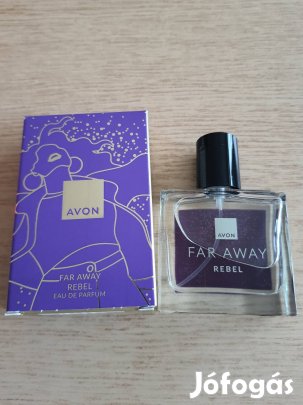 AVON
FAR AWAY
REBEL
EAU DE PARFUM
AVON
FAR AWAY
REBEL
Jófogás